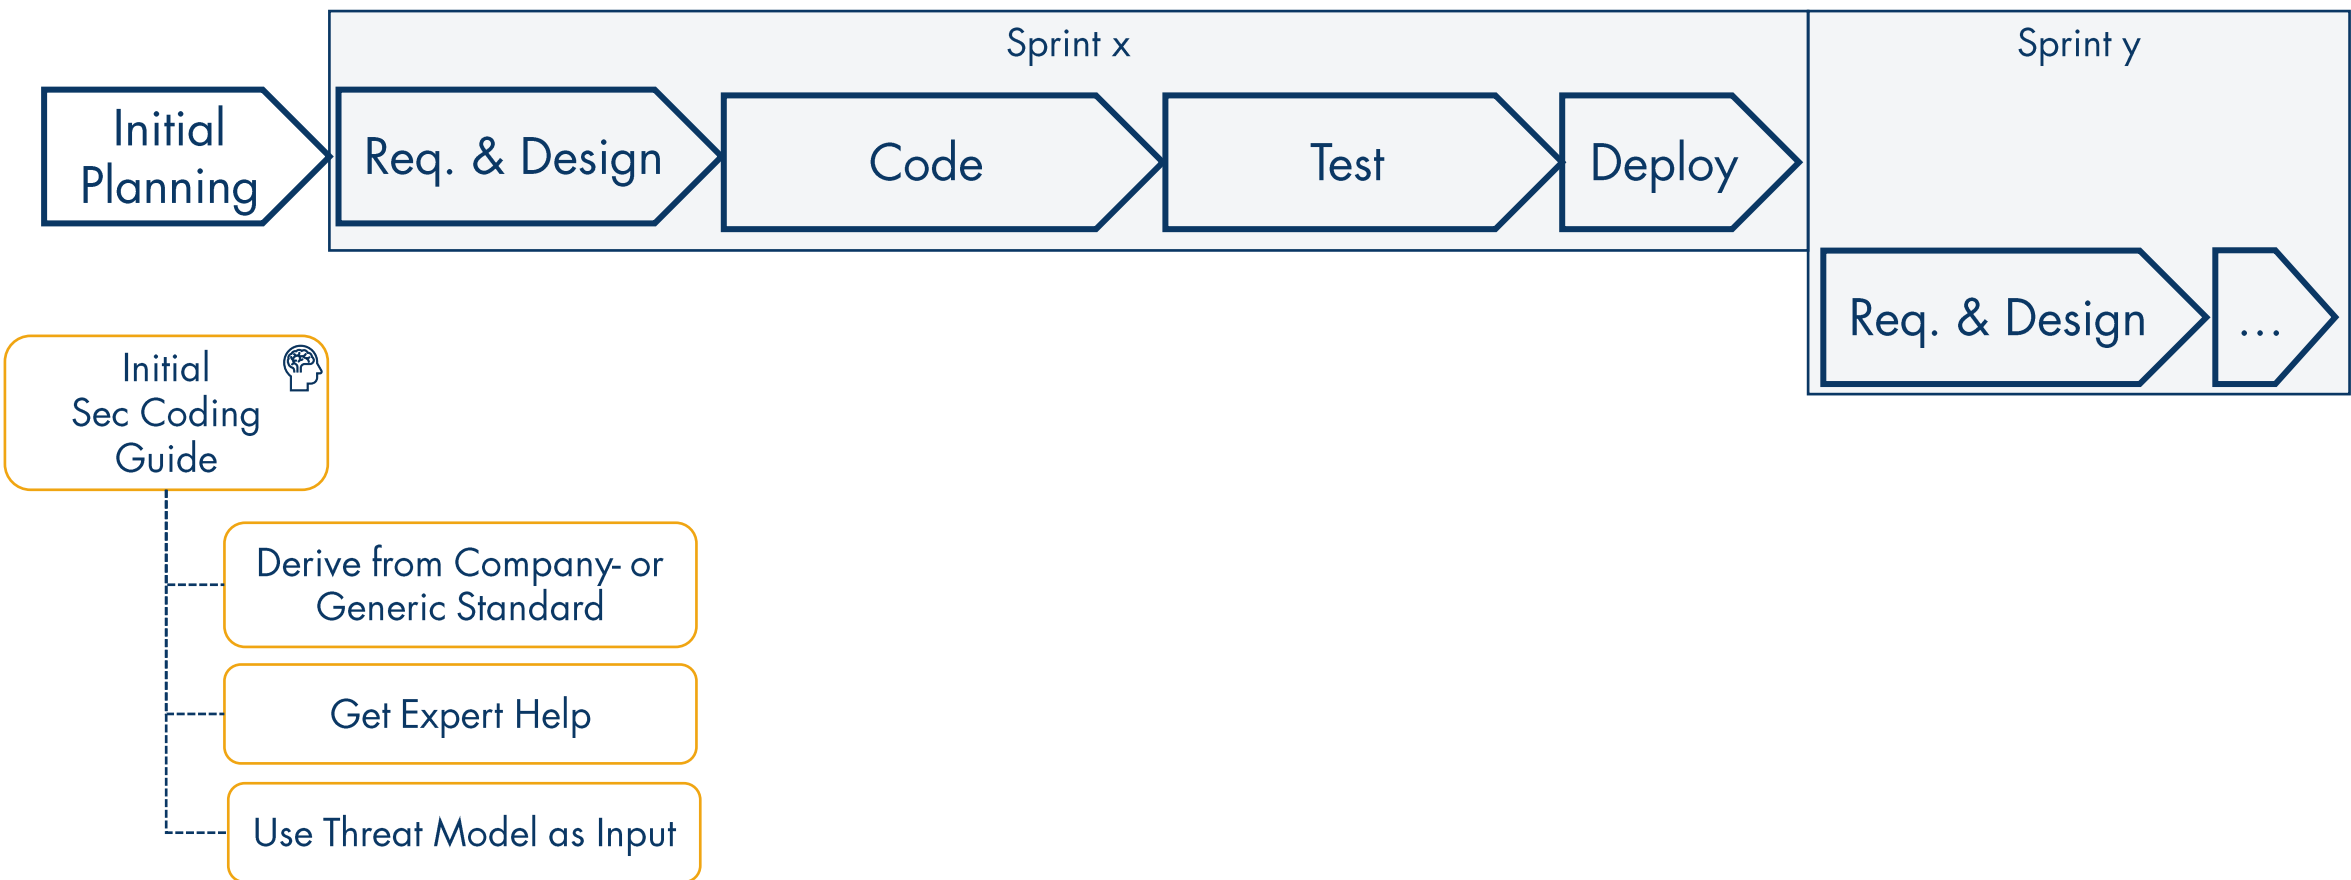 Sprint x
Sprint y
Initial
Planning
Req. & Design
Code
Test
Deploy
Req. & Design
...
Initial
Sec Coding
Guide
Derive from Company- or
Generic Standard
Get Expert Help
Use Threat Model as Input